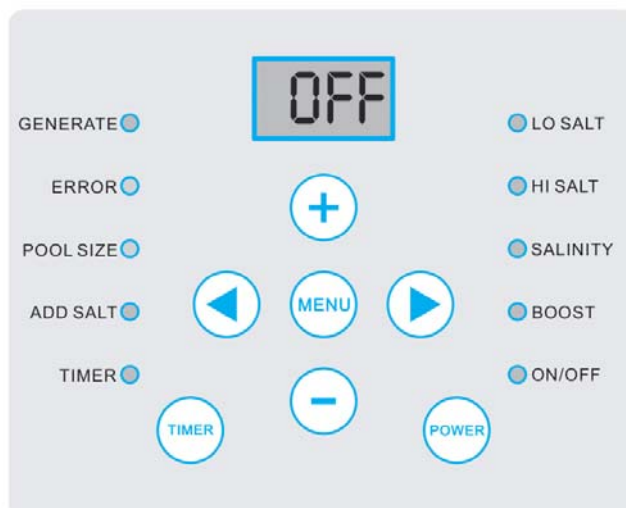 OFF
GENERATE
LO SALT
ERROR
HI SALT
+
POOL SIZE
SALINITY
ADD SALT
MENU
BOOST
TIMER
ON/OFF
-
TIMER
POWER